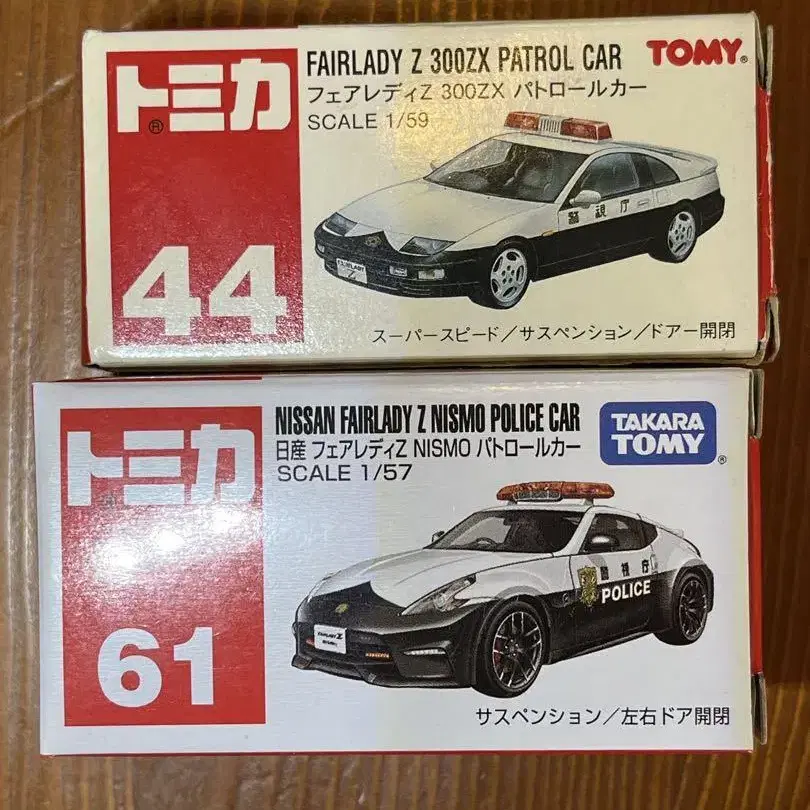 トミカ®
44
FAIRLADY Z 300ZX PATROL CAR
TOMY®
フェアレディZ 300ZX パトロールカー
SCALE 1/59
警視庁
FAIRLADY
Z
スーパースピード/サスペンション/ドアー開閉
トミカ®
61
NISSAN FAIRLADY Z NISMO POLICE CAR
TAKARA
TOMY®
日産 フェアレディZ NISMO パトロールカー
SCALE 1/57
警視庁
POLICE
FAIRLADY Z
サスペンション/左右ドア開閉